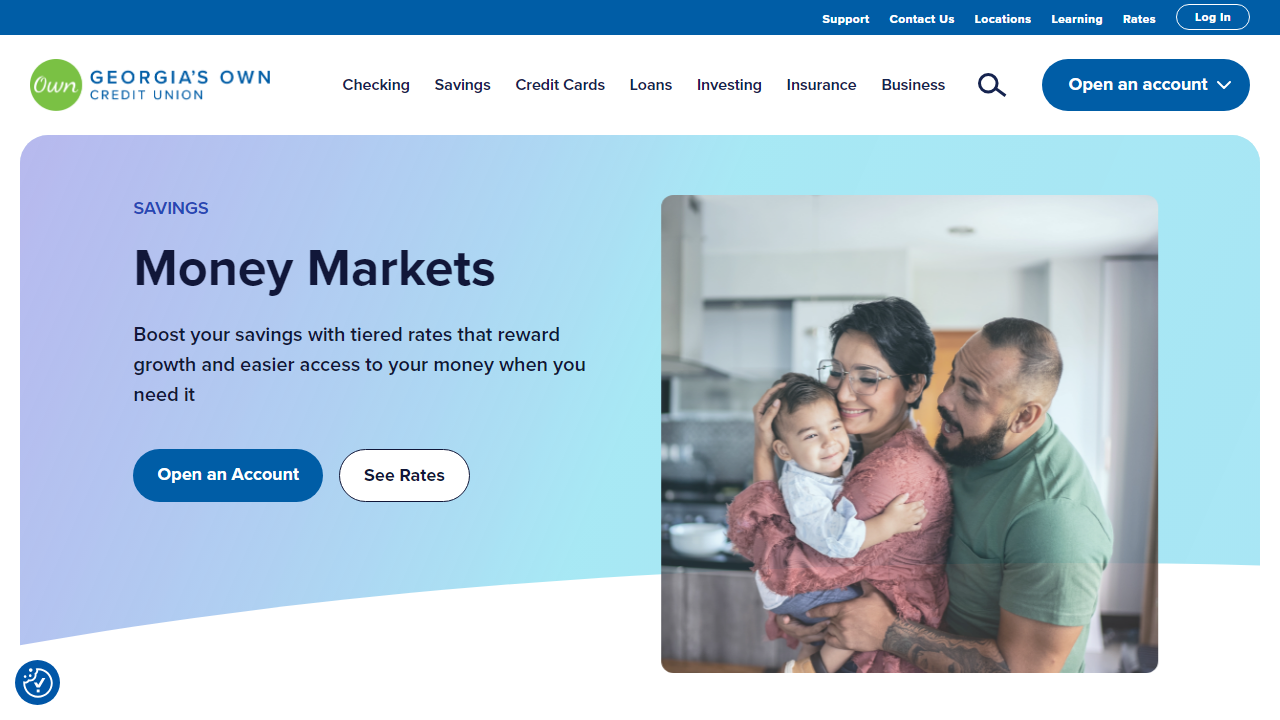 Support Contact Us Locations Learning Rates Log In
Own GEORGIA'S OWN
CREDIT UNION
Checking Savings Credit Cards Loans Investing Insurance Business Open an account
SAVINGS
Money Markets
Boost your savings with tiered rates that reward
growth and easier access to your money when you
need it
Open an Account See Rates